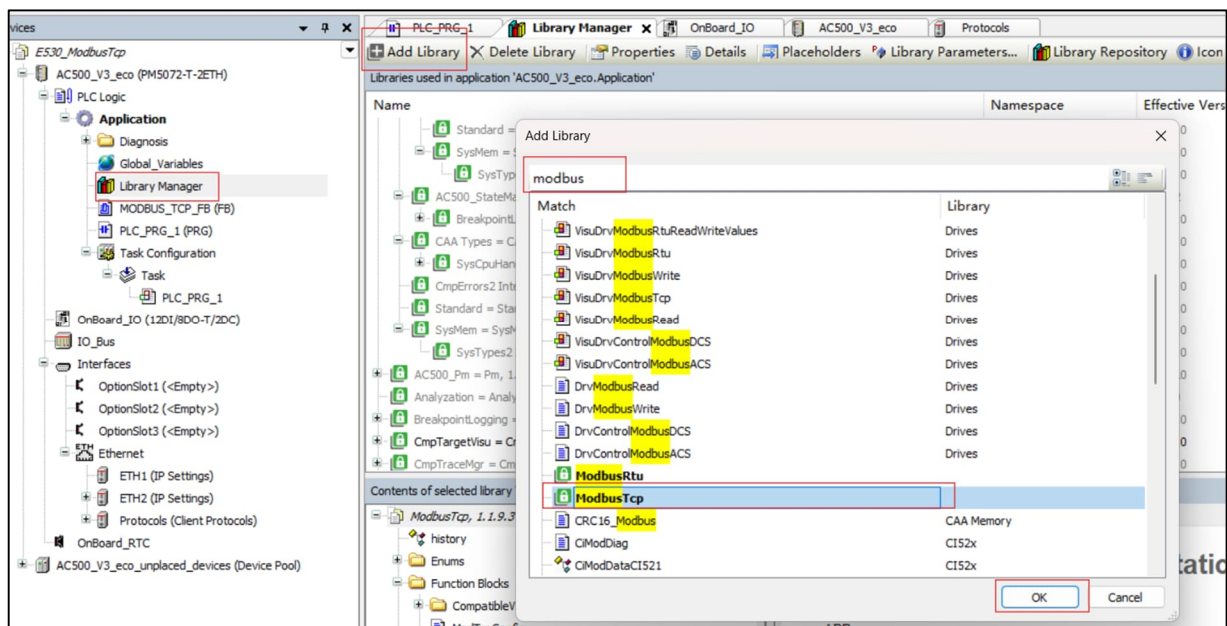 vices
E530_ModbusTcp
AC500_V3_eco (PM5072-T-2ETH)
PLC Logic
Application
Diagnosis
Global_Variables
Library Manager
MODBUS_TCP_FB (FB)
PLC_PRG_1 (PRG)
Task Configuration
Task
PLC_PRG_1
OnBoard_IO (12DI/8DO-T/2DC)
IO_Bus
Interfaces
OptionSlot1 (<Empty>)
OptionSlot2 (<Empty>)
OptionSlot3 (<Empty>)
ETH Ethernet
ETH1 (IP Settings)
ETH2 (IP Settings)
Protocols (Client Protocols)
OnBoard_RTC
AC500_V3_eco_unplaced_devices (Device Pool)
PLC_PRG_1 Library Manager OnBoard_IO AC500_V3_eco Protocols
Add Library Delete Library Properties Details Placeholders Library Parameters... Library Repository Icon
Libraries used in application 'AC500_V3_eco.Application'
Name Namespace Effective Vers
Standard =
SysMem = S
SysTyp
AC500_StateMa
BreakpointL
CAA Types = C
SysCpuHan
CmpErrors2 Inte
Standard = Star
SysMem = SysM
SysTypes2
AC500_Pm = Pm, 1.
Analyzation = Analy
BreakpointLogging =
CmpTargetVisu = Cr
CmpTraceMgr = Cm
Contents of selected library
ModbusTcp, 1.1.9.3
history
Enums
Function Blocks
CompatibleV
Add Library
modbus
Match Library
VisuDrvModbusRtuReadWriteValues Drives
VisuDrvModbusRtu Drives
VisuDrvModbusWrite Drives
VisuDrvModbusTcp Drives
VisuDrvModbusRead Drives
VisuDrvControlModbusDCS Drives
VisuDrvControlModbusACS Drives
DrvModbusRead Drives
DrvModbusWrite Drives
DrvControlModbusDCS Drives
DrvControlModbusACS Drives
ModbusRtu
ModbusTcp
CRC16_Modbus CAA Memory
CiModDiag CI52x
CiModDataCI521 CI52x
OK Cancel
tatic